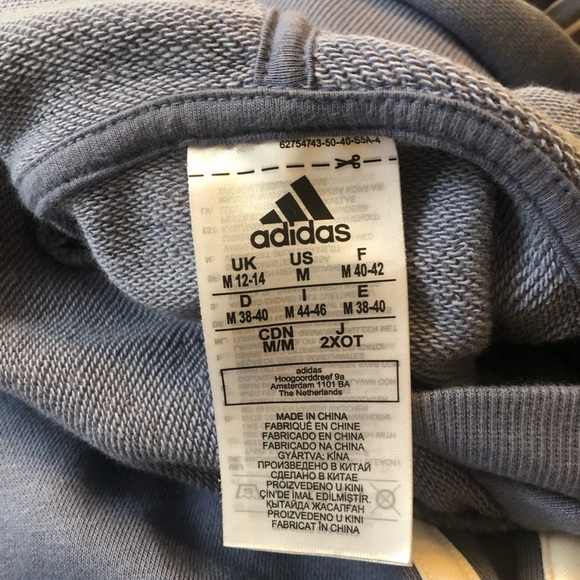 62754743-50-40-S5A-4
adidas
UK US F
M 12-14 M M 40-42
D I E
M 38-40 M 44-46 M 38-40
CDN J
M/M 2XOT
adidas
Hoogoorddreef 9a
Amsterdam 1101 BA
The Netherlands
MADE IN CHINA
FABRIQUÉ EN CHINE
FABRICADO EN CHINA
FABRICADO NA CHINA
GYÁRTVA: KÍNA
ПРОИЗВЕДЕНО В КИТАЙ
СДЕЛАНО В КИТАЕ
PROIZVEDENO U KINI
ÇİN'DE İMAL EDİLMİŞTİR.
ҚЫТАЙДА ЖАСАЛҒАН
PROIZVEDENO U KINI
FABRICAT ÎN CHINA